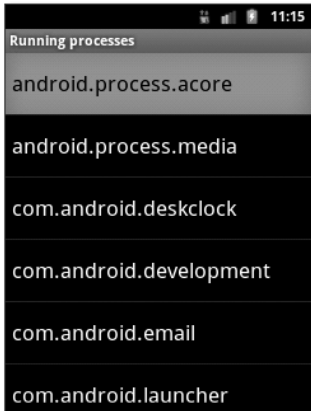 11:15
Running processes
android.process.acore
android.process.media
com.android.deskclock
com.android.development
com.android.email
com.android.launcher